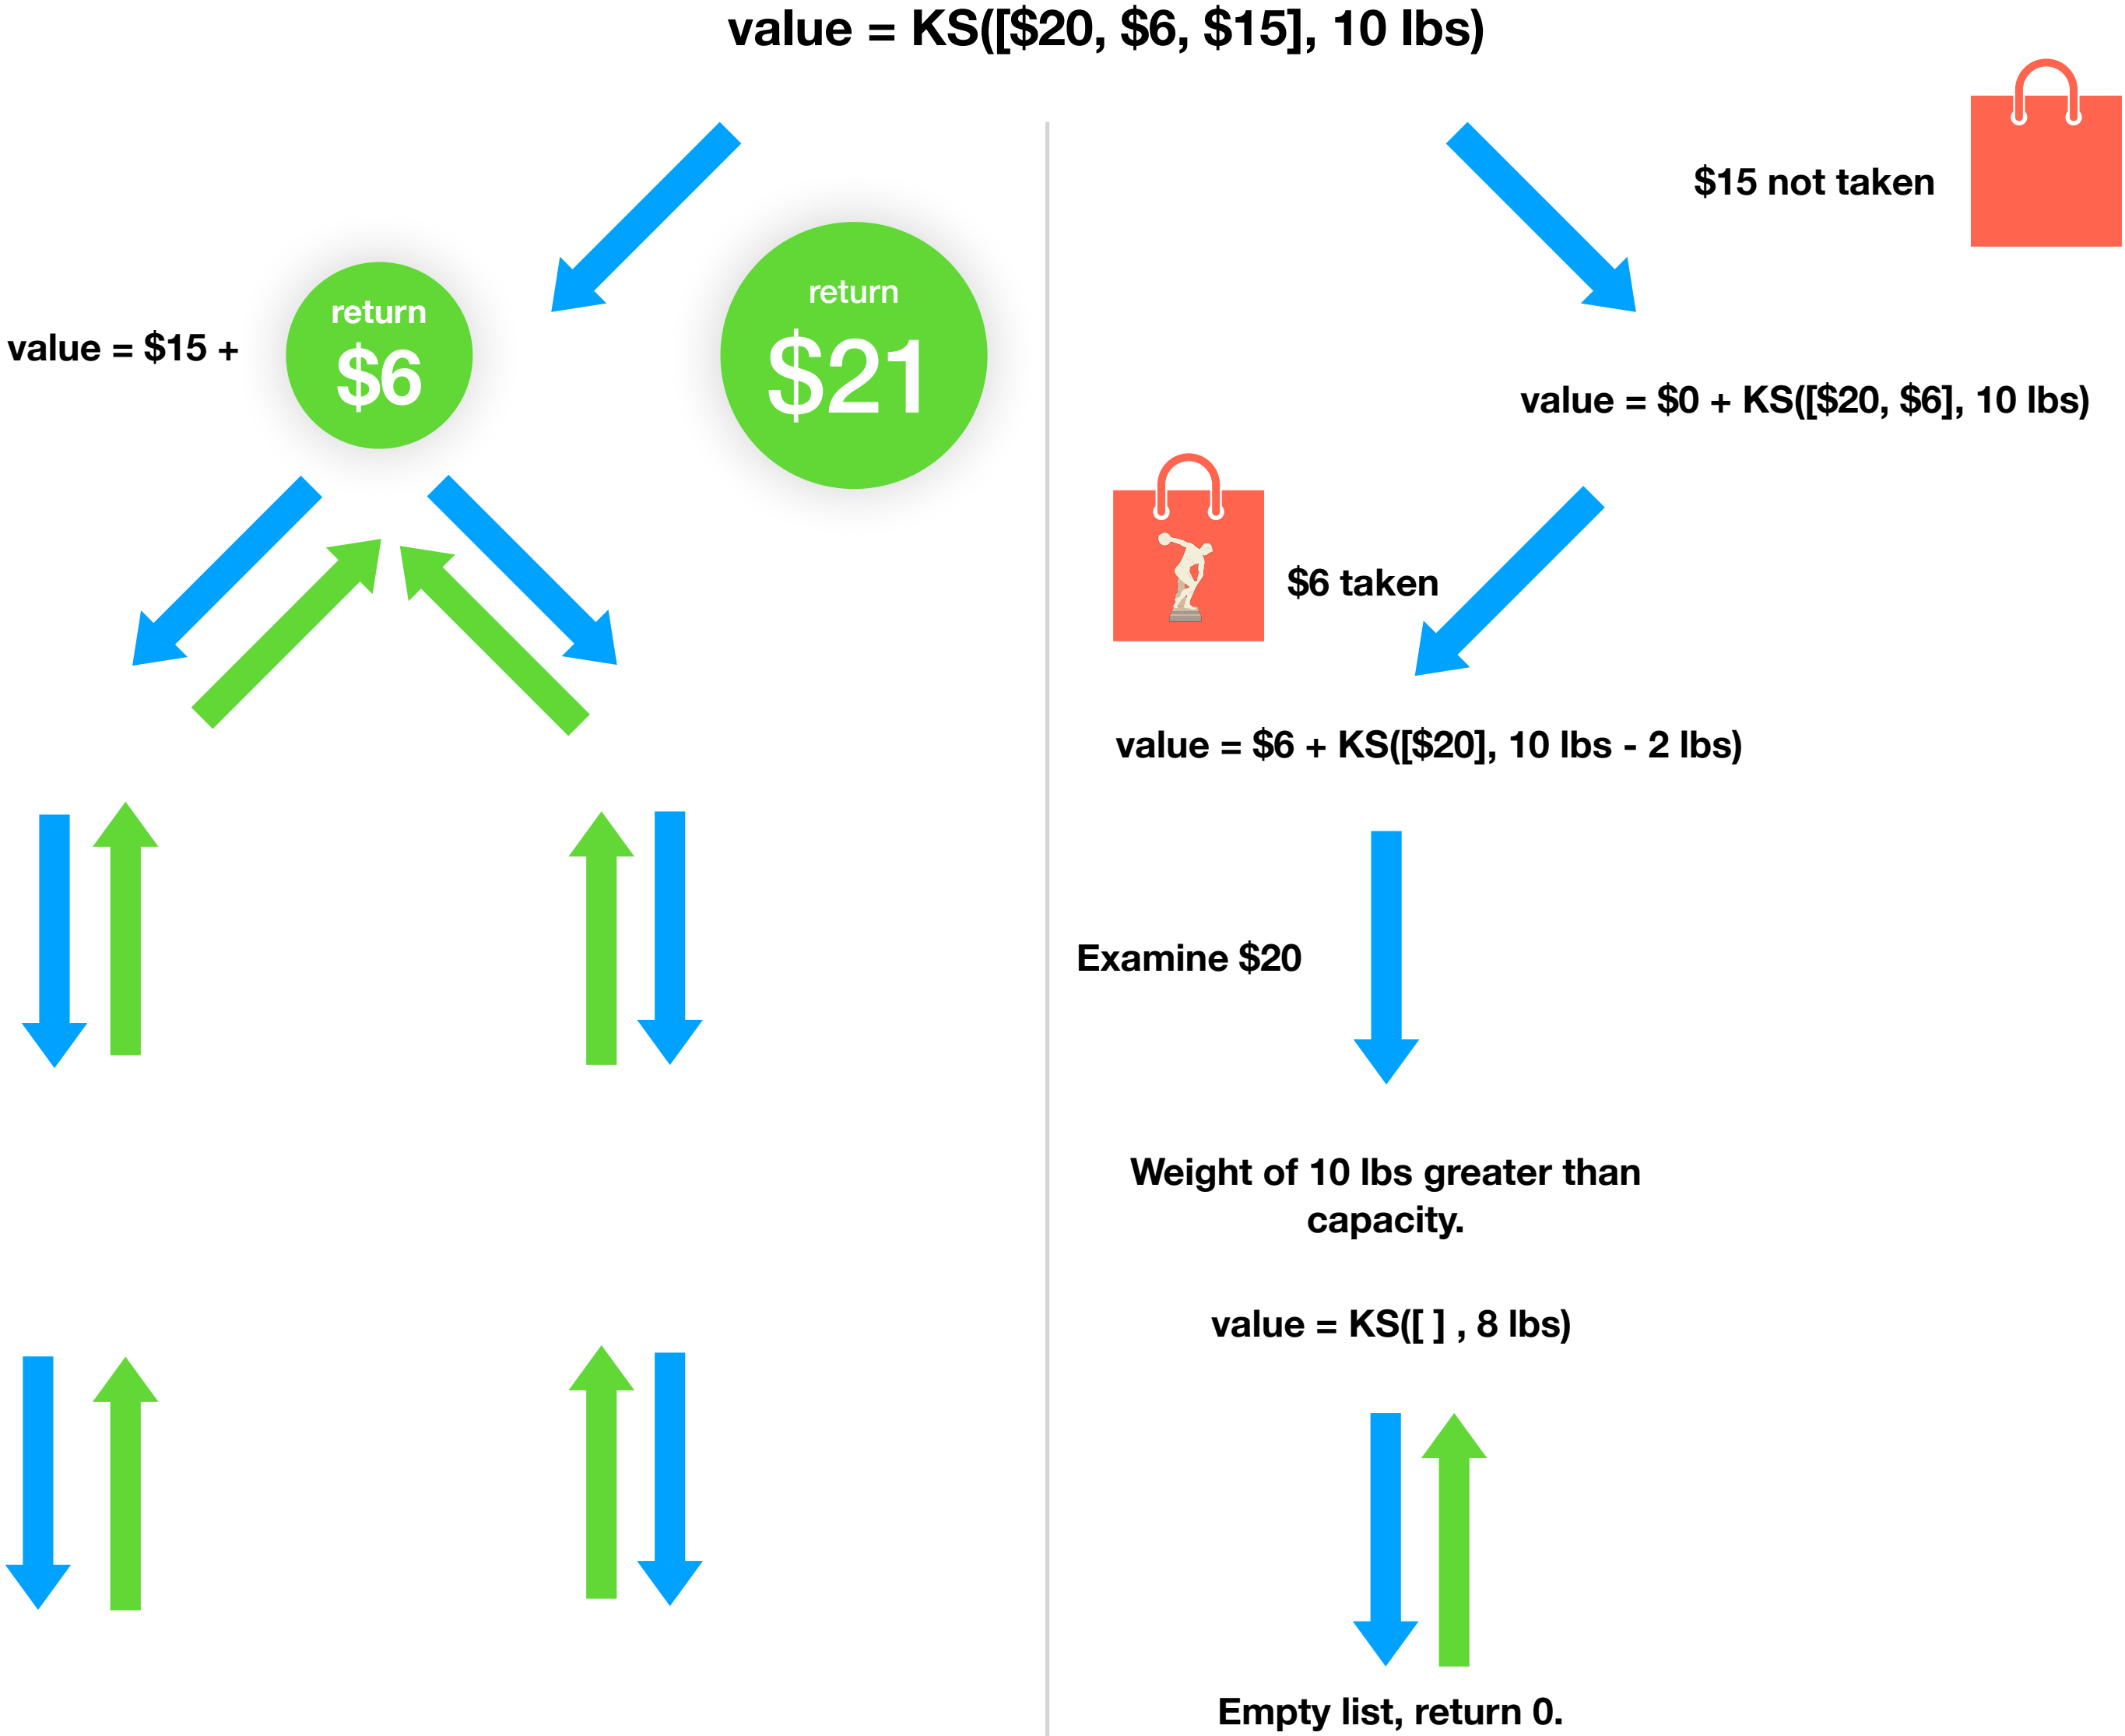 value = KS([$20, $6, $15], 10 lbs)
$15 not taken
return
$21
return
$6
value = $15 +
value = $0 + KS([$20, $6], 10 lbs)
$6 taken
value = $6 + KS([$20], 10 lbs - 2 lbs)
Examine $20
Weight of 10 lbs greater than
capacity.
value = KS([ ] , 8 lbs)
Empty list, return 0.